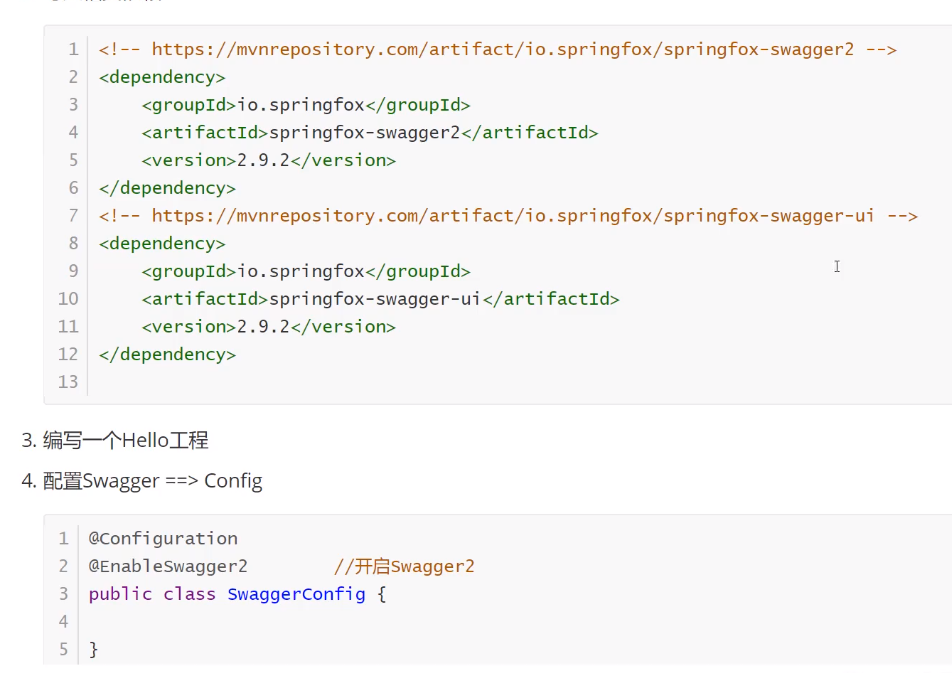 1 <!-- https://mvnrepository.com/artifact/io.springfox/springfox-swagger2 -->
2 <dependency>
3     <groupId>io.springfox</groupId>
4     <artifactId>springfox-swagger2</artifactId>
5     <version>2.9.2</version>
6 </dependency>
7 <!-- https://mvnrepository.com/artifact/io.springfox/springfox-swagger-ui -->
8 <dependency>
9     <groupId>io.springfox</groupId>
10     <artifactId>springfox-swagger-ui</artifactId>
11     <version>2.9.2</version>
12 </dependency>
13
3. 编写一个Hello工程
4. 配置Swagger ==> Config
1 @Configuration
2 @EnableSwagger2        //开启Swagger2
3 public class SwaggerConfig {
4
5 }